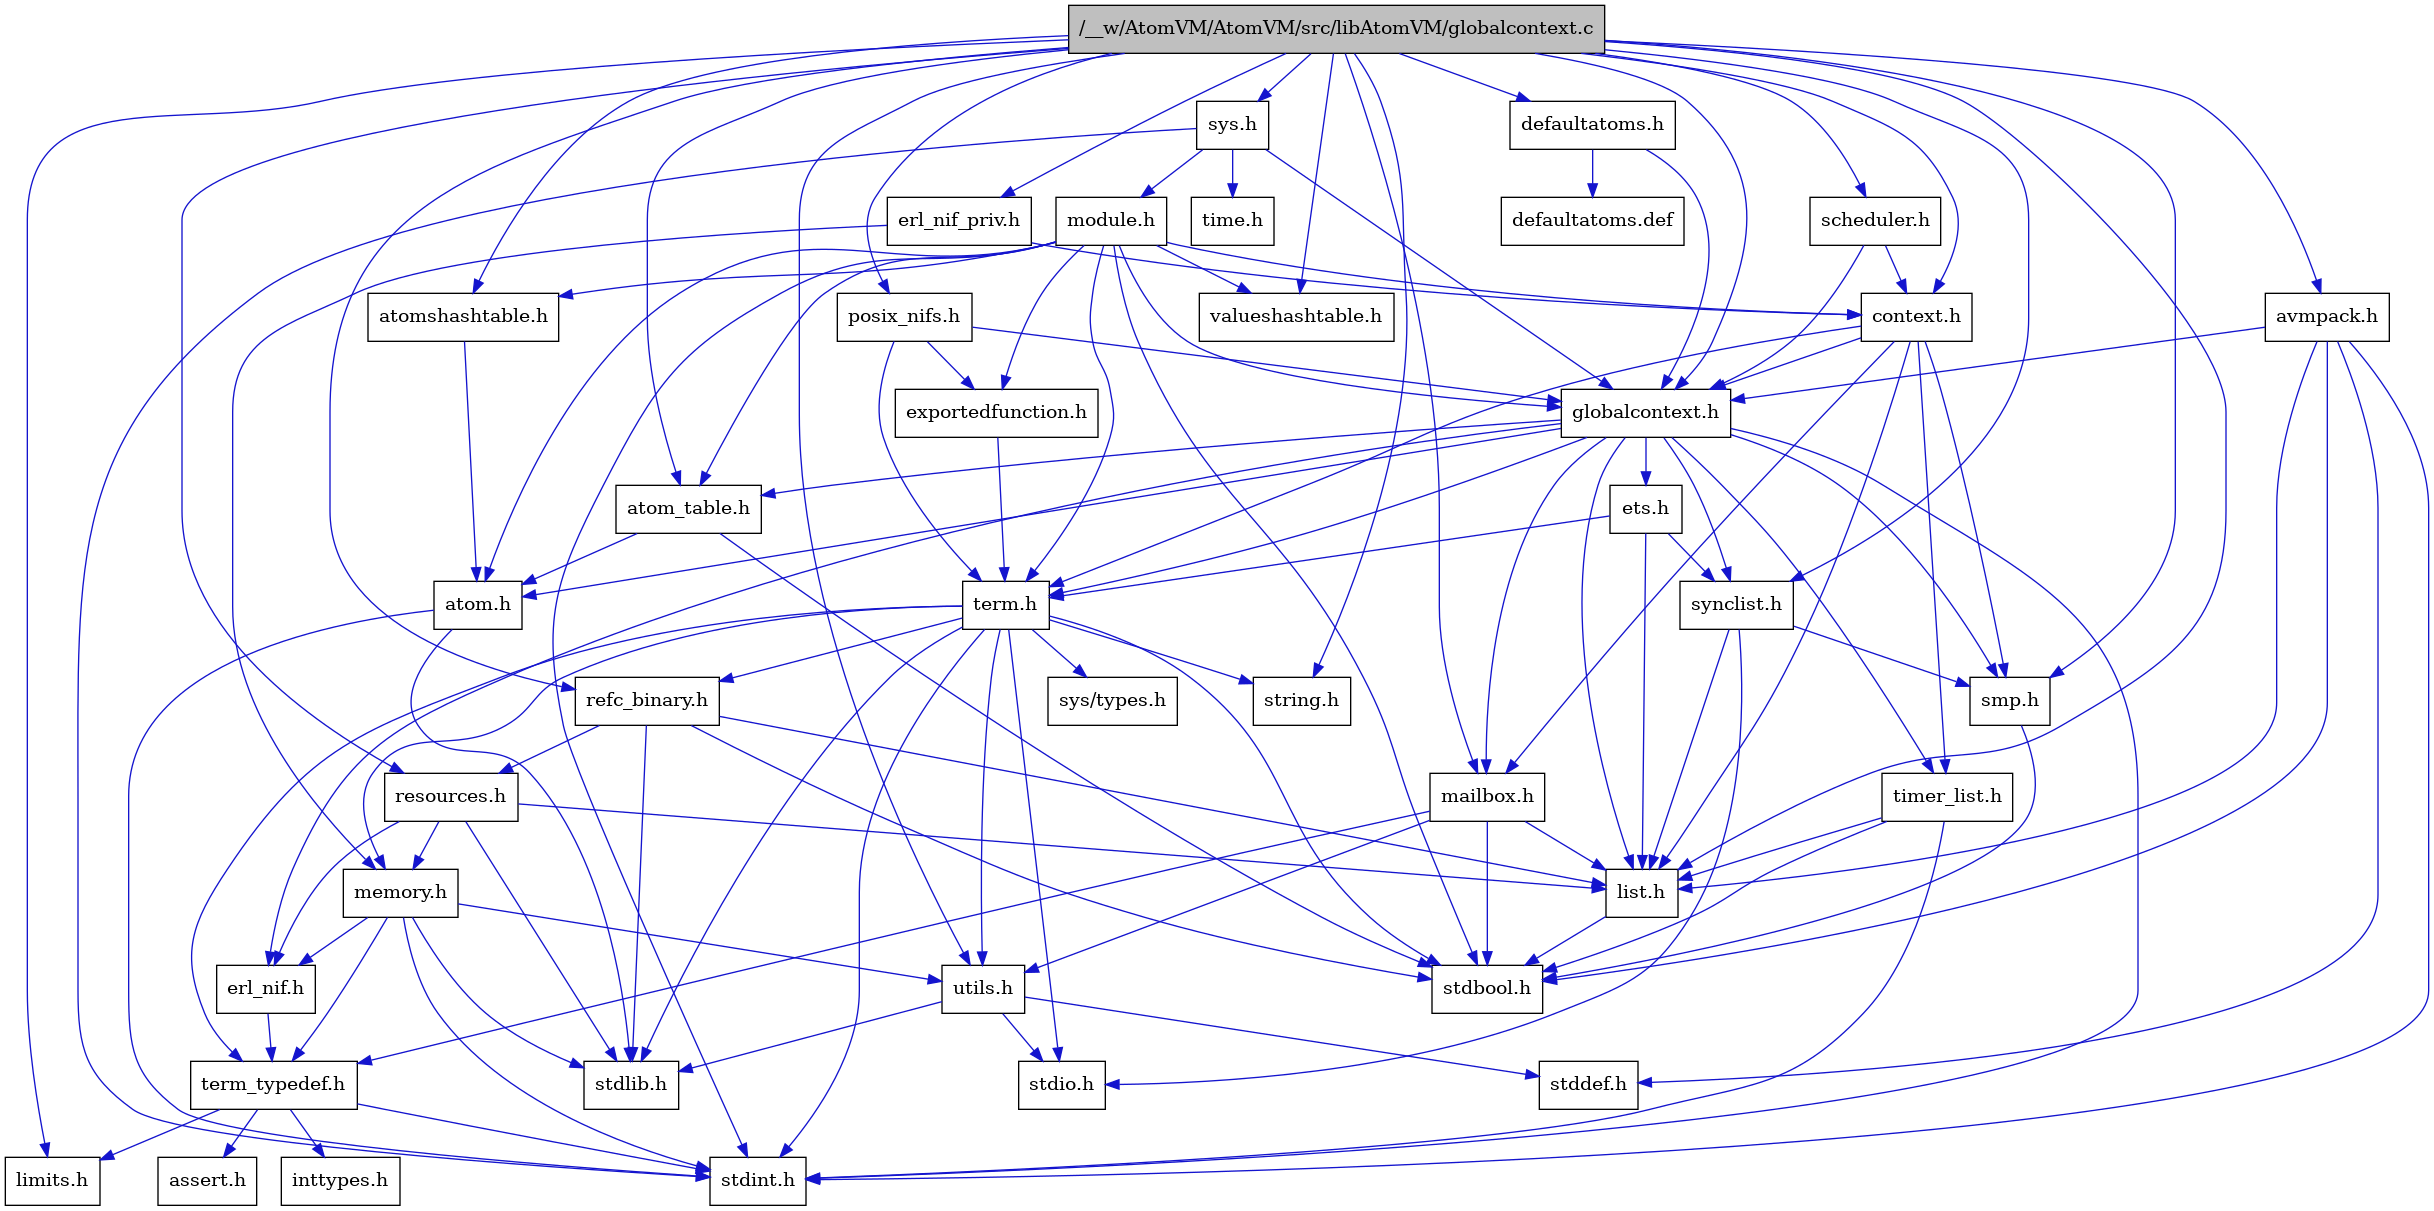 /__w/AtomVM/AtomVM/src/libAtomVM/globalcontext.c
sys.h
defaultatoms.h
erl_nif_priv.h
module.h
time.h
defaultatoms.def
scheduler.h
atomshashtable.h
posix_nifs.h
valueshashtable.h
context.h
avmpack.h
exportedfunction.h
globalcontext.h
atom_table.h
ets.h
atom.h
term.h
synclist.h
refc_binary.h
sys/types.h
string.h
smp.h
resources.h
mailbox.h
timer_list.h
memory.h
list.h
erl_nif.h
utils.h
stdbool.h
term_typedef.h
stdlib.h
stdio.h
stddef.h
limits.h
assert.h
inttypes.h
stdint.h